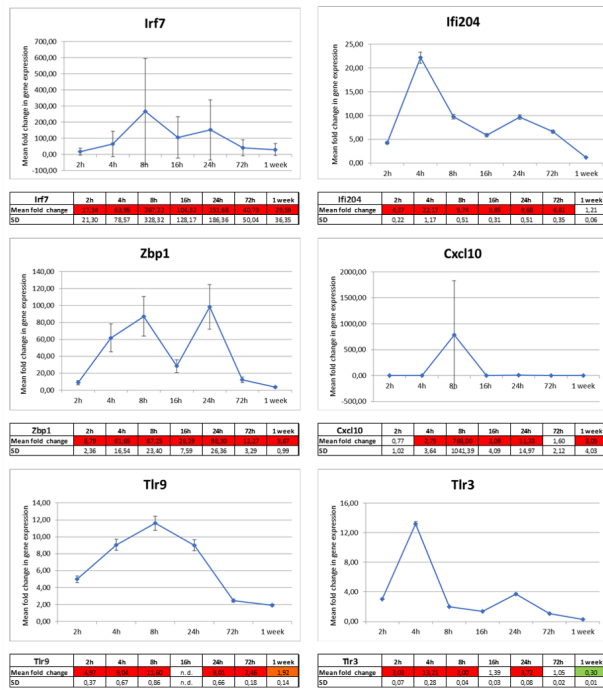 Irf7
Mean fold change in gene expression
700,00
600,00
500,00
400,00
300,00
200,00
100,00
0,00
-100,00
2h 4h 8h 16h 24h 72h 1 week
Irf7 2h 4h 8h 16h 24h 72h 1 week
Mean fold change
SD 21,30 78,57 328,32 128,17 186,36 50,04 36,35
Ifi204
Mean fold change in gene expression
25,00
20,00
15,00
10,00
5,00
0,00
2h 4h 8h 16h 24h 72h 1 week
Ifi204 2h 4h 8h 16h 24h 72h 1 week
Mean fold change 1,21
SD 0,22 1,17 0,51 0,31 0,51 0,35 0,06
Zbp1
Mean fold change in gene expression
140,00
120,00
100,00
80,00
60,00
40,00
20,00
0,00
2h 4h 8h 16h 24h 72h 1 week
Zbp1 2h 4h 8h 16h 24h 72h 1 week
Mean fold change
SD 2,36 16,54 23,40 7,59 26,36 3,29 0,99
Cxcl10
Mean fold change in gene expression
2000,00
1500,00
1000,00
500,00
0,00
-500,00
2h 4h 8h 16h 24h 72h 1 week
Cxcl10 2h 4h 8h 16h 24h 72h 1 week
Mean fold change 0,77 1,60
SD 1,02 3,64 1041,39 4,09 14,97 2,12 4,03
Tlr9
Mean fold change in gene expression
14,00
12,00
10,00
8,00
6,00
4,00
2,00
0,00
2h 4h 8h 24h 72h 1 week
Tlr9 2h 4h 8h 16h 24h 72h 1 week
Mean fold change 11,60 n. d. 1,92
SD 0,37 0,67 0,86 n. d. 0,66 0,18 0,14
Tlr3
Mean fold change in gene expression
16,00
12,00
8,00
4,00
0,00
2h 4h 8h 16h 24h 72h 1 week
Tlr3 2h 4h 8h 16h 24h 72h 1 week
Mean fold change 1,39 3,72 1,05 0,30
SD 0,07 0,28 0,04 0,03 0,08 0,02 0,01